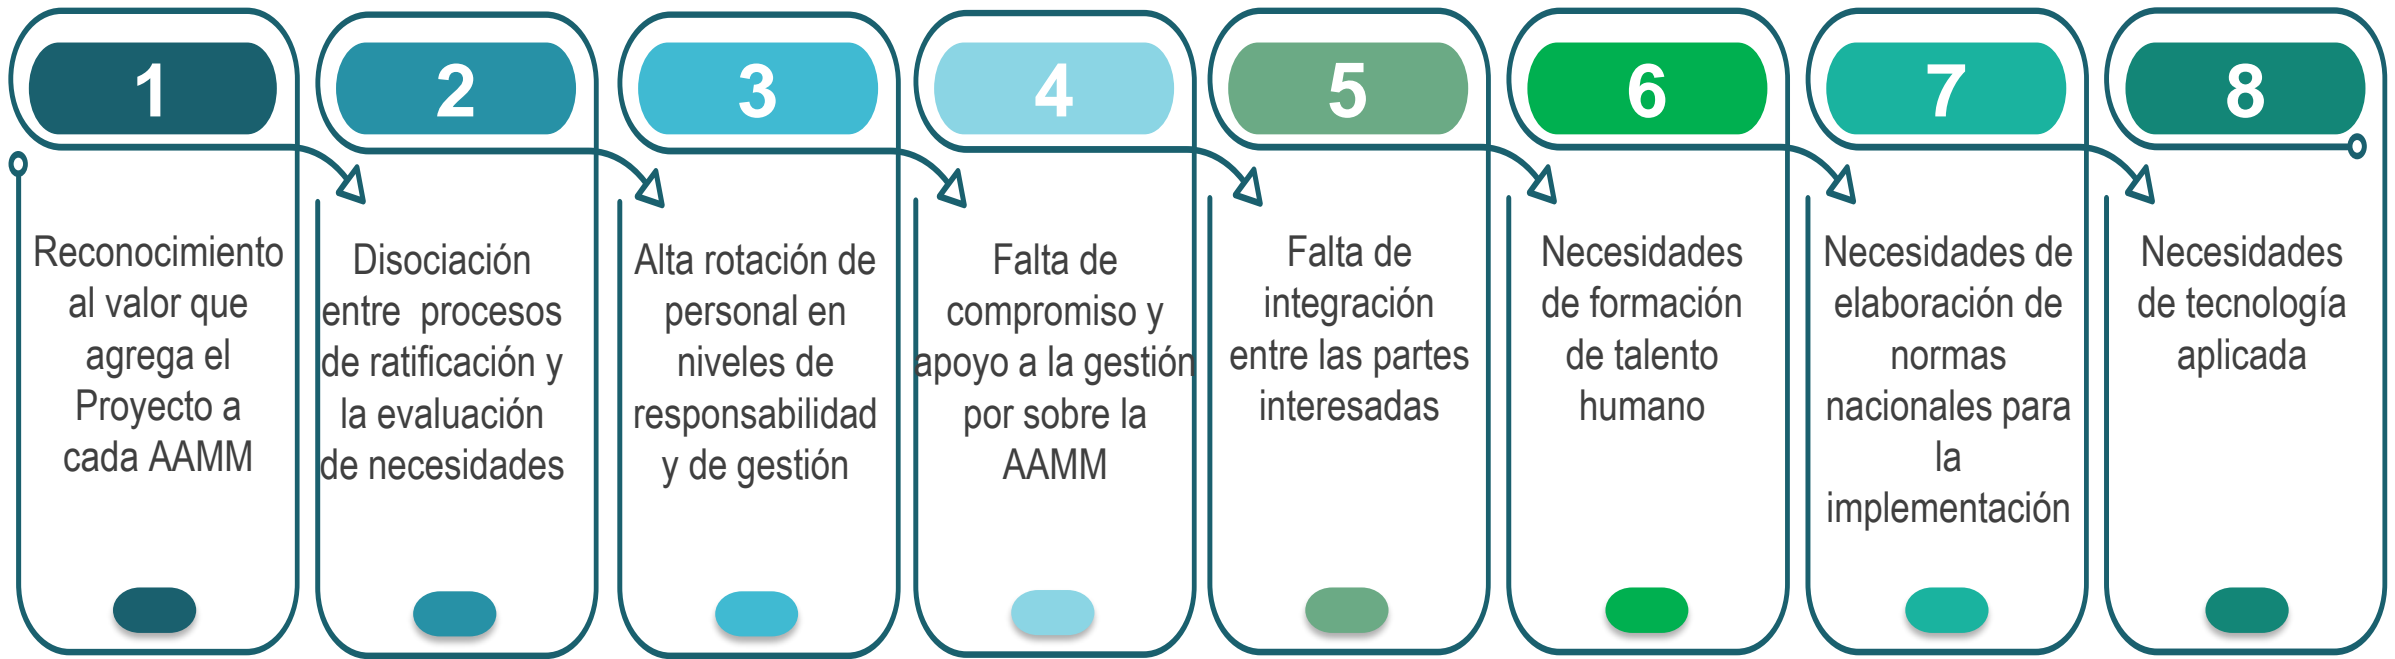 1
Reconocimiento
al valor que
agrega el
Proyecto a
cada AAMM
2
Disociación
entre  procesos
de ratificación y
la evaluación
de necesidades
3
Alta rotación de
personal en
niveles de
responsabilidad
y de gestión
4
Falta de
compromiso y
apoyo a la gestión
por sobre la
AAMM
5
Falta de
integración
entre las partes
interesadas
6
Necesidades
de formación
de talento
humano
7
Necesidades de
elaboración de
normas
nacionales para
la
implementación
8
Necesidades
de tecnología
aplicada